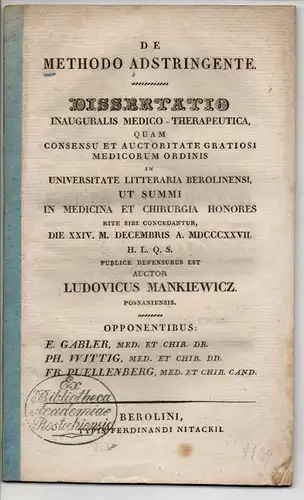 DE
METHODO ADSTRINGENTE.
DISSERTATIO
INAUGURALIS MEDICO-THERAPEUTICA,
QUAM
CONSENSU ET AUCTORITATE GRATIOSI
MEDICORUM ORDINIS
IN
UNIVERSITATE LITTERARIA BEROLINENSI,
UT SUMMI
IN MEDICINA ET CHIRURGIA HONORES
RITE SIBI CONCEDANTUR,
DIE XXIV. M. DECEMBRIS A. MDCCCXXVII.
H. L. Q. S.
PUBLICE DEFENSURUS EST
AUCTOR
LUDOVICUS MANKIEWICZ.
POSNANIENSIS.
OPPONENTIBUS:
E. GABLER, MED. ET CHIR. DR.
PH. WITTIG, MED. ET CHIR. DD.
FR. PUELLENBERG, MED. ET CHIR. CAND.
Ex
Bibliotheca
Academiae
Rostochiensis
BEROLINI,
TYPIS FERDINANDI NITACKII.